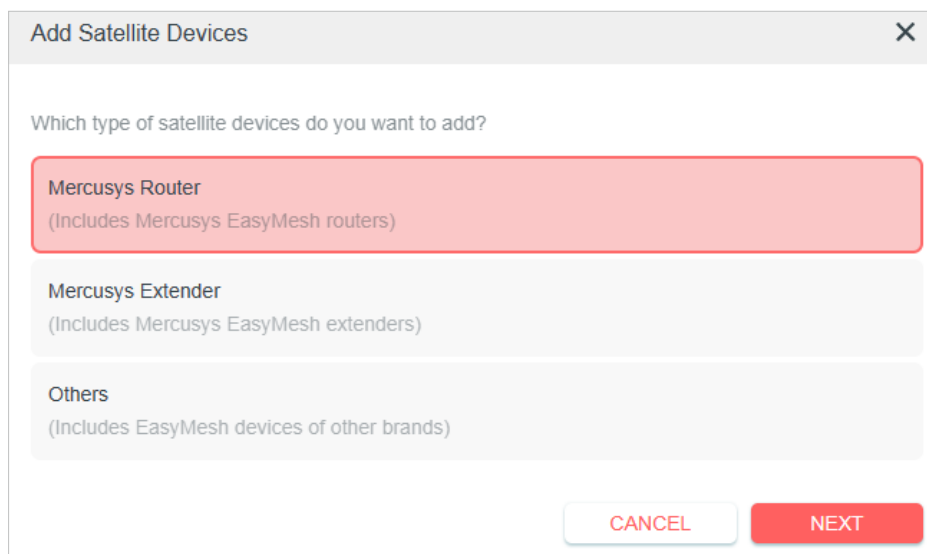 Add Satellite Devices
Which type of satellite devices do you want to add?
Mercusys Router
(Includes Mercusys EasyMesh routers)
Mercusys Extender
(Includes Mercusys EasyMesh extenders)
Others
(Includes EasyMesh devices of other brands)
CANCEL NEXT